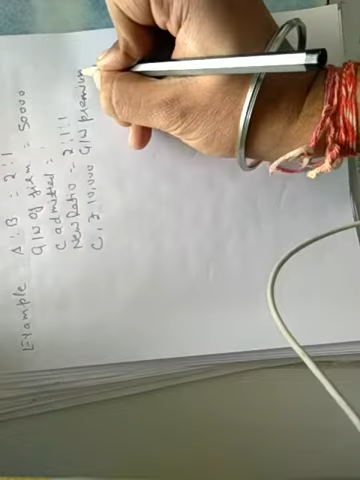 Example A : B = 2 : 1
G/W of firm = 50000
C admitted = 
New Ratio - 2:1:1
C, ₹ 10,000 G/W premium